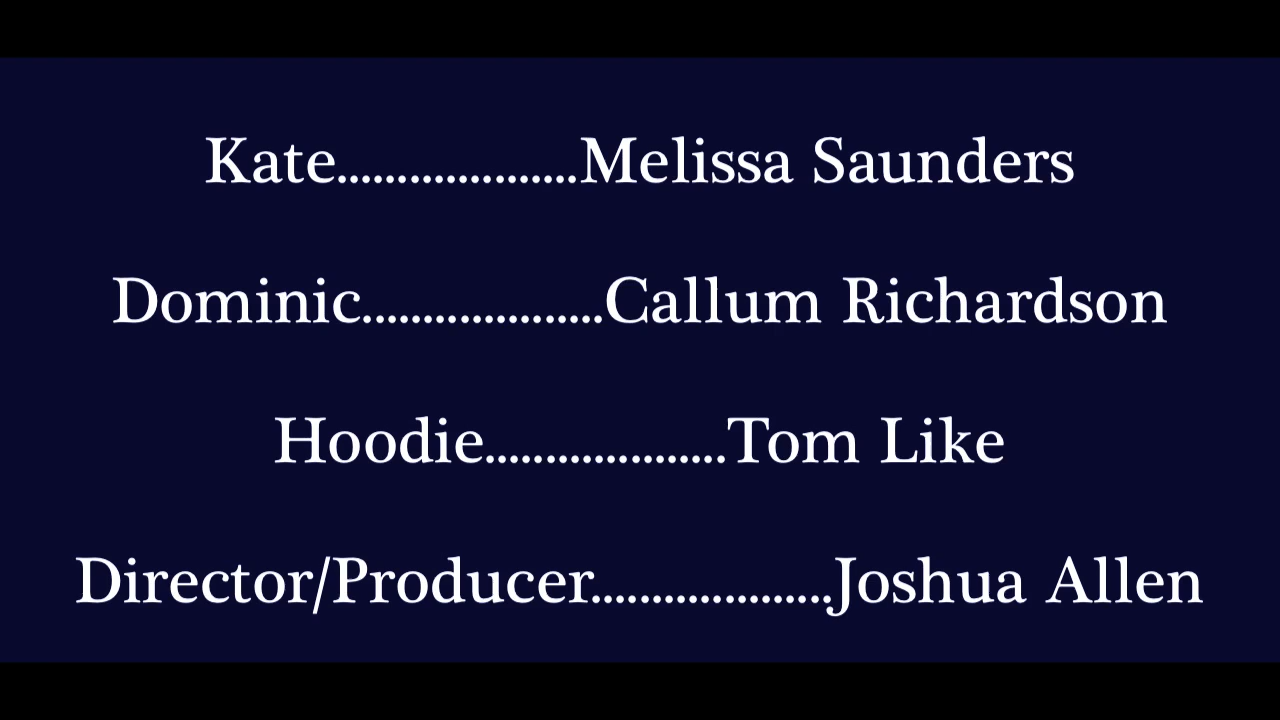 Kate....................Melissa Saunders
Dominic....................Callum Richardson
Hoodie....................Tom Like
Director/Producer....................Joshua Allen